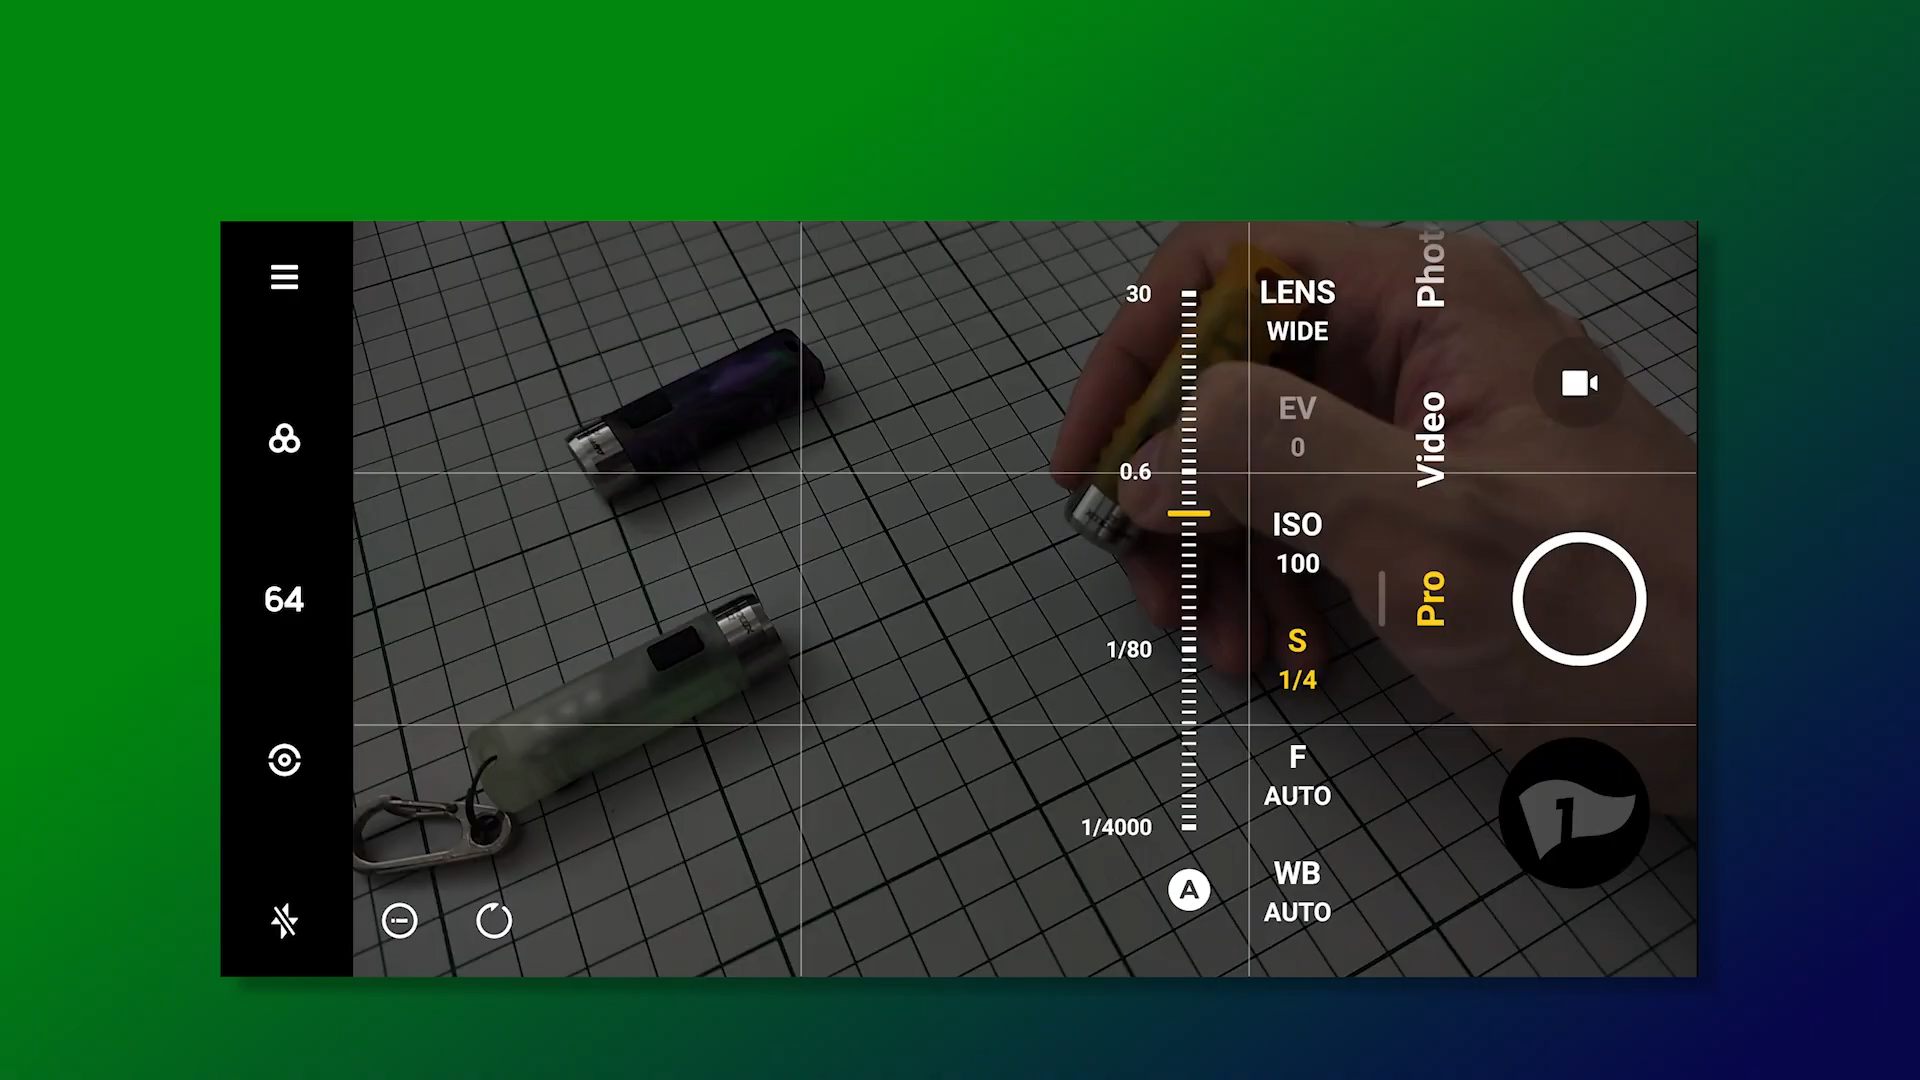 64
30
0.6
1/80
1/4000
A
LENS
WIDE
EV
0
ISO
100
S
1/4
F
AUTO
WB
AUTO
Phot
Video
Pro
1